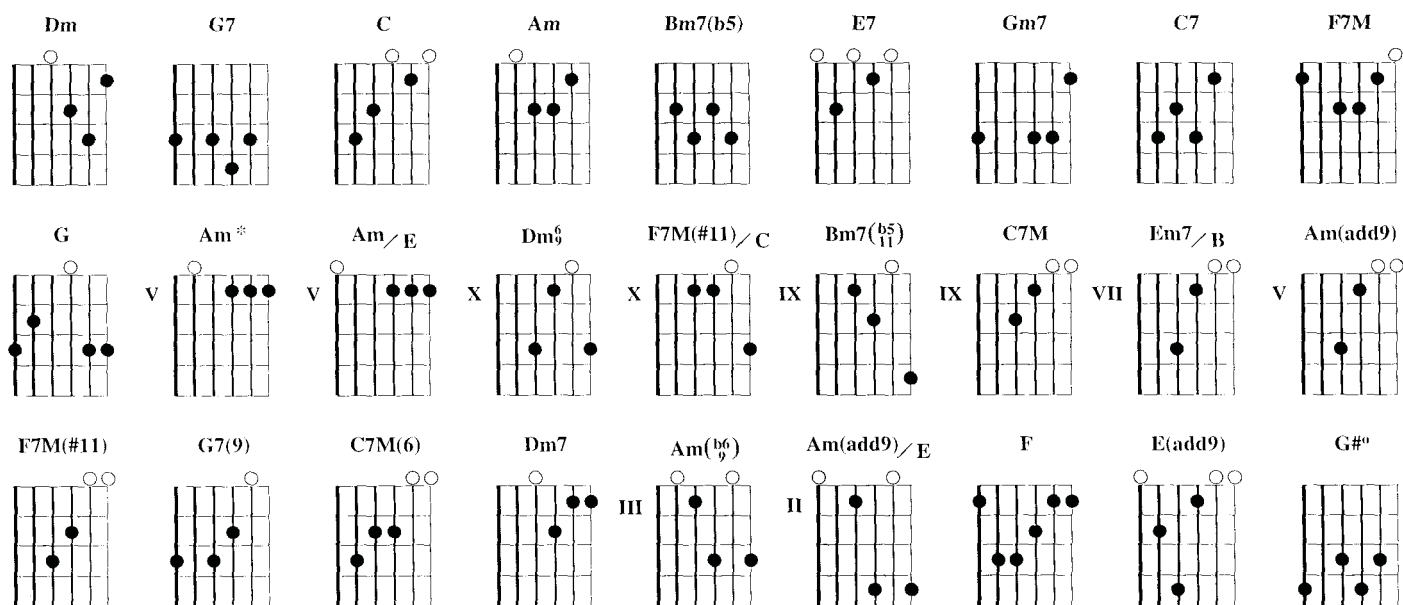 Dm G7 C Am Bm7(b5) E7 Gm7 C7 F7M
G Am* Am/E Dm6/9 F7M(#11)/C Bm7(b5/11) C7M Em7/B Am(add9)
V V X X IX IX VII V
F7M(#11) G7(9) C7M(6) Dm7 Am(b6/9) Am(add9)/E F E(add9) G#º
III II